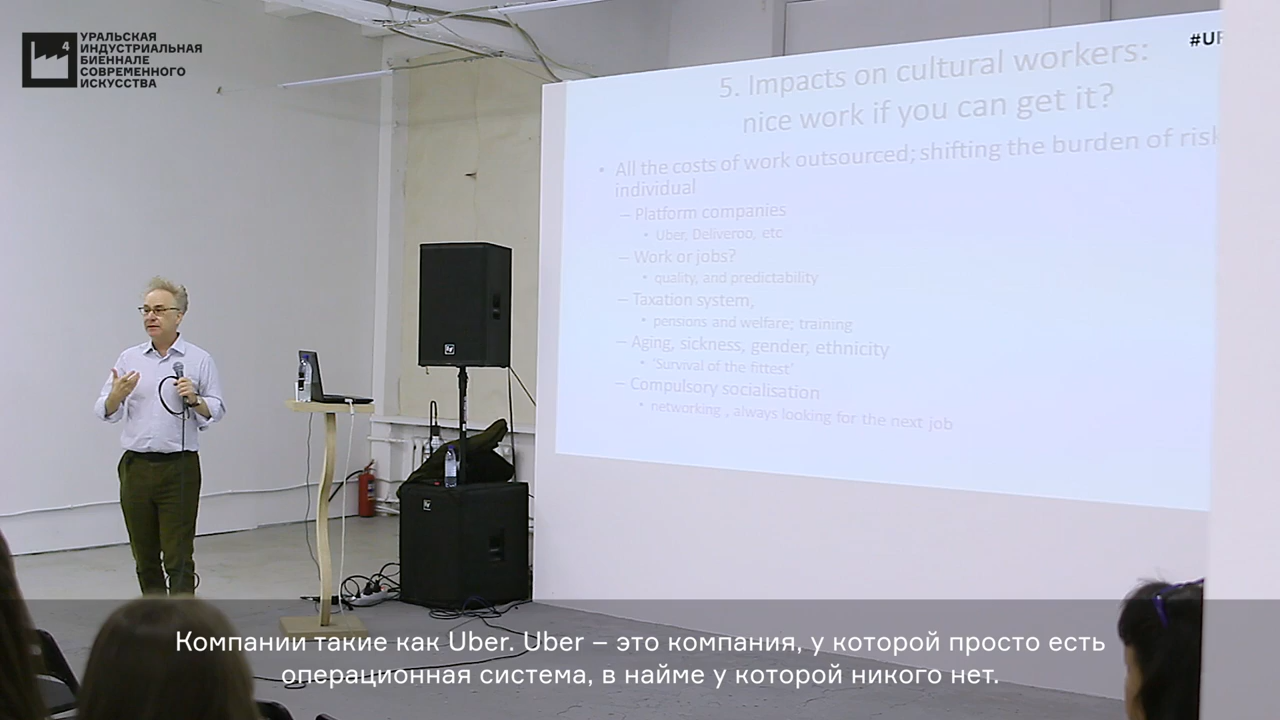 УРАЛЬСКАЯ
ИНДУСТРИАЛЬНАЯ
БИЕННАЛЕ
СОВРЕМЕННОГО
ИСКУССТВА
4
#UF
5. Impacts on cultural workers:
nice work if you can get it?
• All the costs of work outsourced; shifting the burden of risk
individual
– Platform companies
• Uber, Deliveroo, etc
– Work or jobs?
• quality, and predictability
– Taxation system,
• pensions and welfare; training
– Aging, sickness, gender, ethnicity
• 'Survival of the fittest'
– Compulsory socialisation
• networking , always looking for the next job
Компании такие как Uber. Uber – это компания, у которой просто есть
операционная система, в найме у которой никого нет.